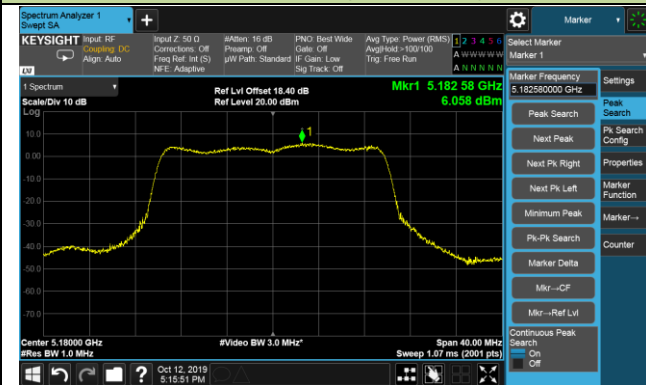 Spectrum Analyzer 1
Swept SA
Marker
KEYSIGHT
Input: RF
Coupling: DC
Align: Auto
Input Z: 50 Ω
Corrections: Off
Freq Ref: Int (S)
NFE: Adaptive
#Atten: 16 dB
Preamp: Off
µW Path: Standard
PNO: Best Wide
Gate: Off
IF Gain: Low
Sig Track: Off
Avg Type: Power (RMS)
Avg|Hold:>100/100
Trig: Free Run
1 2 3 4 5 6
A W W W W W
A N N N N N
LXI
Select Marker
Marker 1
1 Spectrum
Scale/Div 10 dB
Log
Ref Lvl Offset 18.40 dB
Ref Level 20.00 dBm
Mkr1 5.182 58 GHz
6.058 dBm
1
10.0
0.00
-10.0
-20.0
-30.0
-40.0
-50.0
-60.0
-70.0
Center 5.18000 GHz
#Res BW 1.0 MHz
#Video BW 3.0 MHz*
Span 40.00 MHz
Sweep 1.07 ms (2001 pts)
Marker Frequency
5.182580000 GHz
Peak Search
Next Peak
Next Pk Right
Next Pk Left
Minimum Peak
Pk-Pk Search
Marker Delta
Mkr→CF
Mkr→Ref Lvl
Continuous Peak
Search
On
Off
Settings
Peak
Search
Pk Search
Config
Properties
Marker
Function
Marker→
Counter
?
Oct 12, 2019
5:15:51 PM